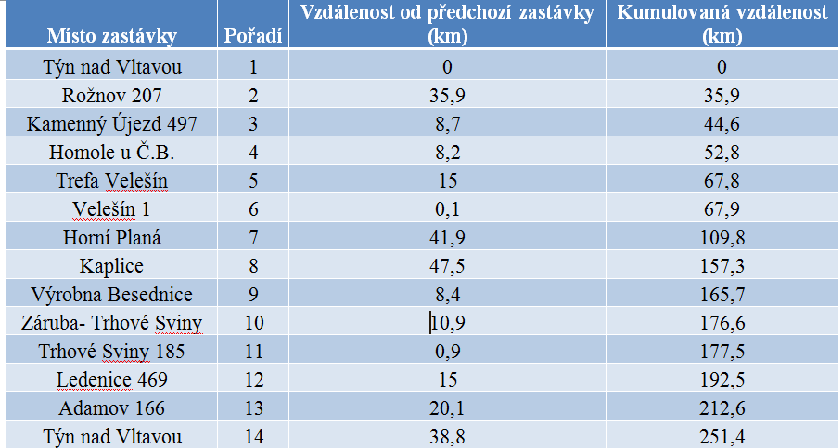 Místo zastávky Pořadí Vzdálenost od předchozí zastávky (km) Kumulovaná vzdálenost (km)
Týn nad Vltavou 1 0 0
Rožnov 207 2 35,9 35,9
Kamenný Újezd 497 3 8,7 44,6
Homole u Č.B. 4 8,2 52,8
Trefa Velešín 5 15 67,8
Velešín 1 6 0,1 67,9
Horní Planá 7 41,9 109,8
Kaplice 8 47,5 157,3
Výrobna Besednice 9 8,4 165,7
Záruba- Trhové Sviny 10 10,9 176,6
Trhové Sviny 185 11 0,9 177,5
Ledenice 469 12 15 192,5
Adamov 166 13 20,1 212,6
Týn nad Vltavou 14 38,8 251,4